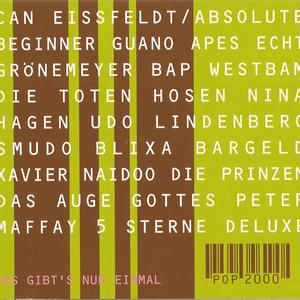 CAN EISSFELDT/ABSOLUTE
BEGINNER GUANO APES ECHT
GRÖNEMEYER BAP WESTBAM
DIE TOTEN HOSEN NINA
HAGEN UDO LINDENBERG
SMUDO BLIXA BARGELD
XAVIER NAIDOO DIE PRINZEN
DAS AUGE GOTTES PETER
MAFFAY 5 STERNE DELUXE
DAS GIBT'S NUR EINMAL
POP 2000